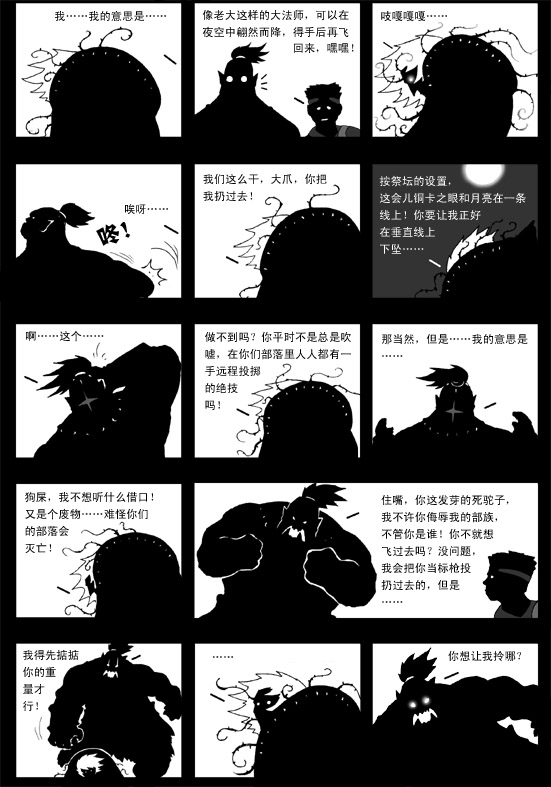 我……我的意思是……
像老大这样的大法师，可以在
夜空中翩然而降，得手后再飞
回来，嘿嘿！
吱嘎嘎嘎……
唉呀……
咚！
我们这么干，大爪，你把
我扔过去！
按祭坛的设置，
这会儿铜卡之眼和月亮在一条
线上！你要让我正好
在垂直线上
下坠……
啊……这个……
做不到吗？你平时不是总是吹
嘘，在你们部落里人人都有一
手远程投掷
的绝技
吗！
那当然，但是……我的意思是
……
狗屎，我不想听什么借口！
又是个废物……难怪你们
的部落会
灭亡！
住嘴，你这发芽的死驼子，
我不许你侮辱我的部族，
不管你是谁！你不就想
飞过去吗？没问题，
我会把你当标枪投
扔过去的，但是
……
我得先掂掂
你的重
量才
行！
……
你想让我拎哪？